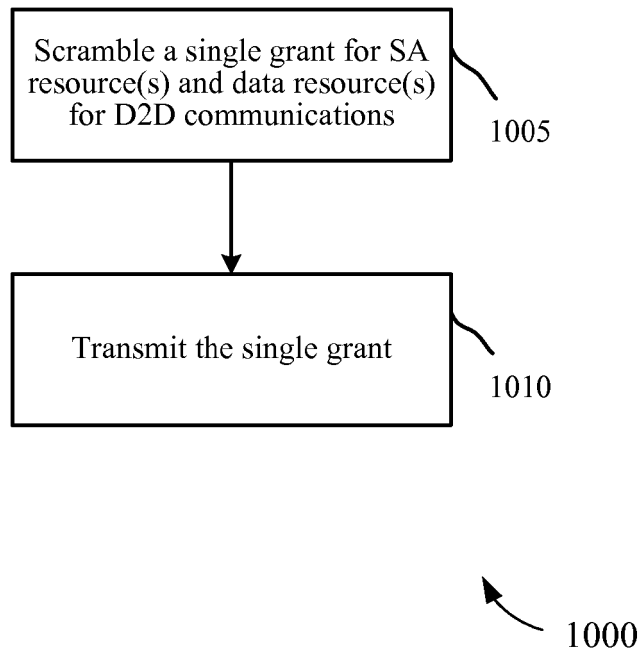 Scramble a single grant for SA
resource(s) and data resource(s)
for D2D communications
1005
Transmit the single grant
1010
1000